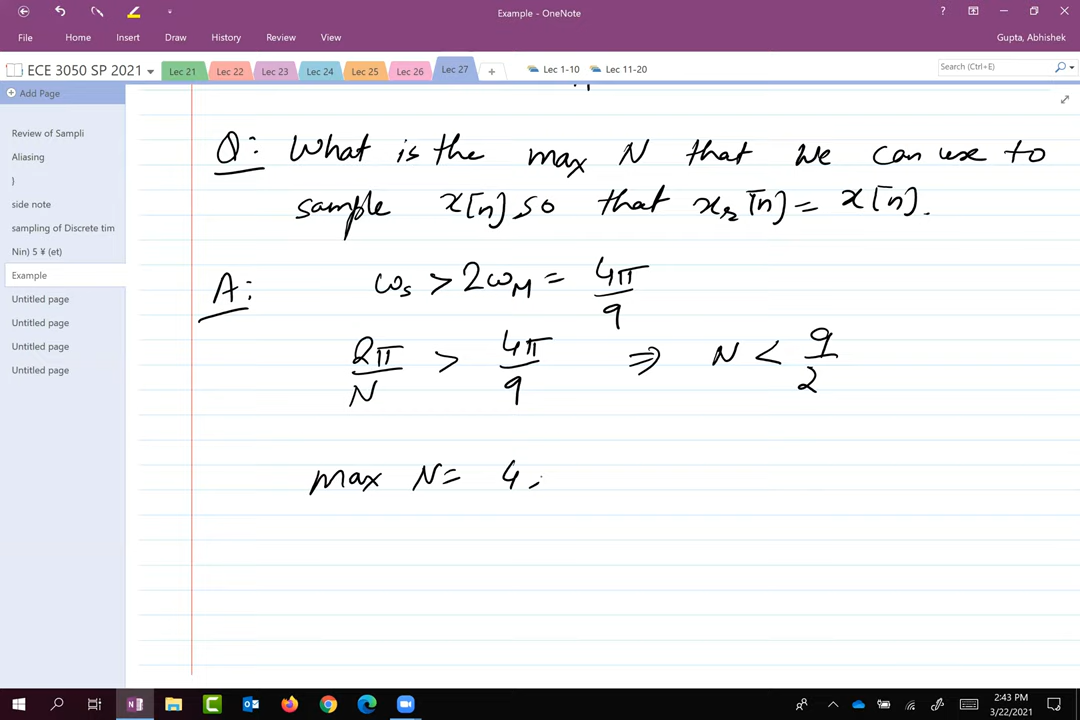 Example - OneNote
Gupta, Abhishek
File Home Insert Draw History Review View
ECE 3050 SP 2021
Lec 21 Lec 22 Lec 23 Lec 24 Lec 25 Lec 26 Lec 27 Lec 1-10 Lec 11-20
Search (Ctrl+E)
Add Page
Review of Sampli
Aliasing
}
side note
sampling of Discrete tim
Nin) 5 ¥ (et)
Example
Untitled page
Untitled page
Untitled page
Untitled page
Q: What is the max N that we can use to
sample x[n] so that xr[n] = x[n].
A: ωs > 2ωM = 4π/9
2π/N > 4π/9 ⇒ N < 9/2
max N = 4
2:43 PM
3/22/2021